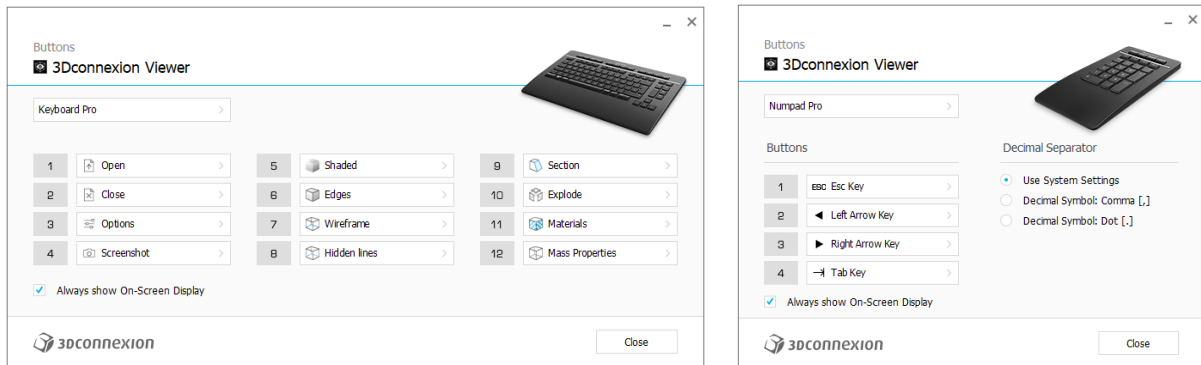 Buttons
3Dconnexion Viewer
Keyboard Pro
1 Open
2 Close
3 Options
4 Screenshot
5 Shaded
6 Edges
7 Wireframe
8 Hidden lines
9 Section
10 Explode
11 Materials
12 Mass Properties
Always show On-Screen Display
3Dconnexion
Close
Buttons
3Dconnexion Viewer
Numpad Pro
Buttons
1 ESC Esc Key
2 Left Arrow Key
3 Right Arrow Key
4 Tab Key
Decimal Separator
Use System Settings
Decimal Symbol: Comma [,]
Decimal Symbol: Dot [.]
Always show On-Screen Display
3Dconnexion
Close